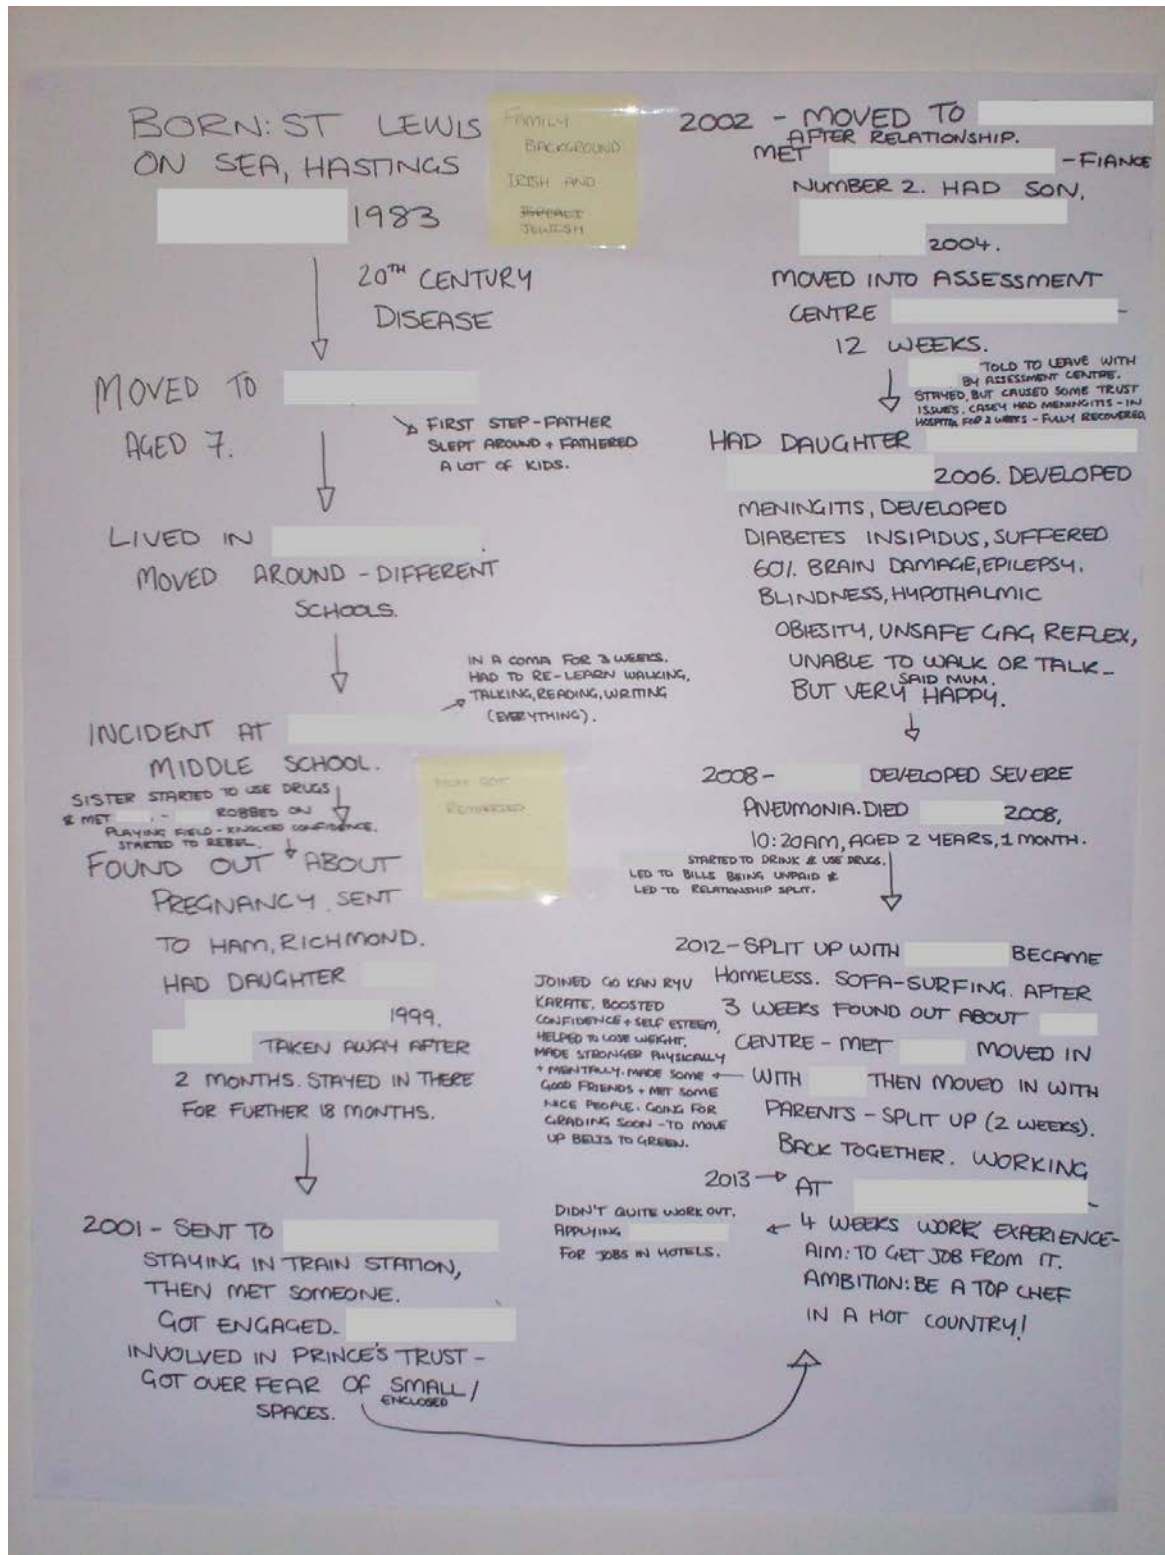 BORN: ST LEWIS
ON SEA, HASTINGS
1983
FAMILY
BACKGROUND
IRISH AND
JEWISH
20TH CENTURY
DISEASE
MOVED TO
AGED 7.
FIRST STEP-FATHER
SLEPT AROUND + FATHERED
A LOT OF KIDS.
LIVED IN
MOVED AROUND - DIFFERENT
SCHOOLS.
IN A COMA FOR 3 WEEKS.
HAD TO RE-LEARN WALKING,
TALKING, READING, WRITING
(EVERYTHING).
INCIDENT AT
MIDDLE SCHOOL.
SISTER STARTED TO USE DRUGS
& MET . - ROBBED ON
PLAYING FIELD - KNOCKED CONFIDENCE.
STARTED TO REBEL.
MUM GOT
REMARRIED
FOUND OUT ABOUT
PREGNANCY. SENT
TO HAM, RICHMOND.
HAD DAUGHTER
1999.
TAKEN AWAY AFTER
2 MONTHS. STAYED IN THERE
FOR FURTHER 18 MONTHS.
2001 - SENT TO
STAYING IN TRAIN STATION,
THEN MET SOMEONE.
GOT ENGAGED.
INVOLVED IN PRINCE'S TRUST -
GOT OVER FEAR OF SMALL /
ENCLOSED
SPACES.
2002 - MOVED TO
AFTER RELATIONSHIP.
MET - FIANCE
NUMBER 2. HAD SON,
2004.
MOVED INTO ASSESSMENT
CENTRE -
12 WEEKS.
TOLD TO LEAVE WITH
BY ASSESSMENT CENTRE.
STAYED, BUT CAUSED SOME TRUST
ISSUES. CASEY HAD MENINGITIS - IN
HOSPITAL FOR 2 WEEKS - FULLY RECOVERED.
HAD DAUGHTER
2006. DEVELOPED
MENINGITIS, DEVELOPED
DIABETES INSIPIDUS, SUFFERED
60% BRAIN DAMAGE, EPILEPSY.
BLINDNESS, HYPOTHALMIC
OBIESITY, UNSAFE GAG REFLEX,
UNABLE TO WALK OR TALK -
SAID MUM.
BUT VERY HAPPY.
2008 - DEVELOPED SEVERE
PNEUMONIA. DIED 2008,
10:20AM, AGED 2 YEARS, 1 MONTH.
STARTED TO DRINK & USE DRUGS.
LED TO BILLS BEING UNPAID &
LED TO RELATIONSHIP SPLIT.
2012 - SPLIT UP WITH BECAME
HOMELESS. SOFA-SURFING. AFTER
3 WEEKS FOUND OUT ABOUT
CENTRE - MET MOVED IN
WITH THEN MOVED IN WITH
PARENTS - SPLIT UP (2 WEEKS).
BACK TOGETHER. WORKING
JOINED GO KAN RYU
KARATE. BOOSTED
CONFIDENCE + SELF ESTEEM,
HELPED TO LOSE WEIGHT.
MADE STRONGER PHYSICALLY
+ MENTALLY. MADE SOME
GOOD FRIENDS + MET SOME
NICE PEOPLE. GOING FOR
GRADING SOON - TO MOVE
UP BELTS TO GREEN.
2013 AT -
4 WEEKS WORK EXPERIENCE-
AIM: TO GET JOB FROM IT.
AMBITION: BE A TOP CHEF
IN A HOT COUNTRY!
DIDN'T QUITE WORK OUT.
APPLYING
FOR JOBS IN HOTELS.